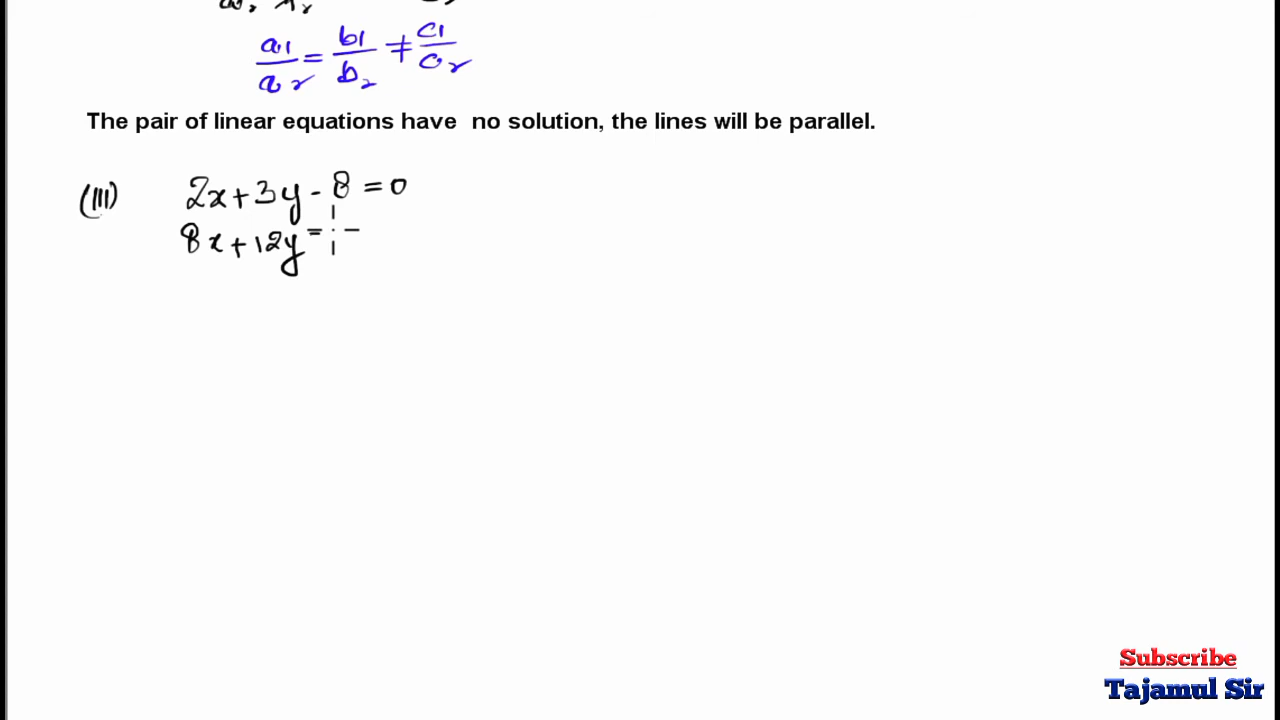 a1/a2 = b1/b2 ≠ c1/c2
The pair of linear equations have no solution, the lines will be parallel.
(III) 2x+3y-8=0
8x+12y=
Subscribe
Tajamul Sir